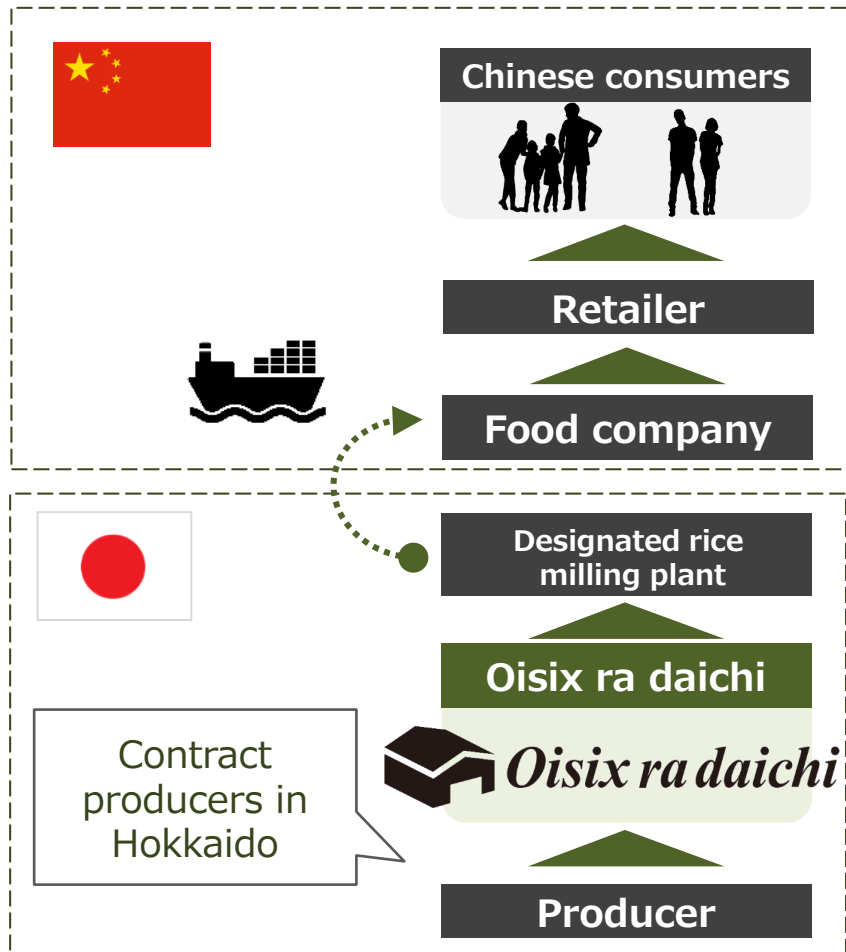 Chinese consumers
Retailer
Food company
Designated rice
milling plant
Oisix ra daichi
Oisix ra daichi
Contract
producers in
Hokkaido
Producer